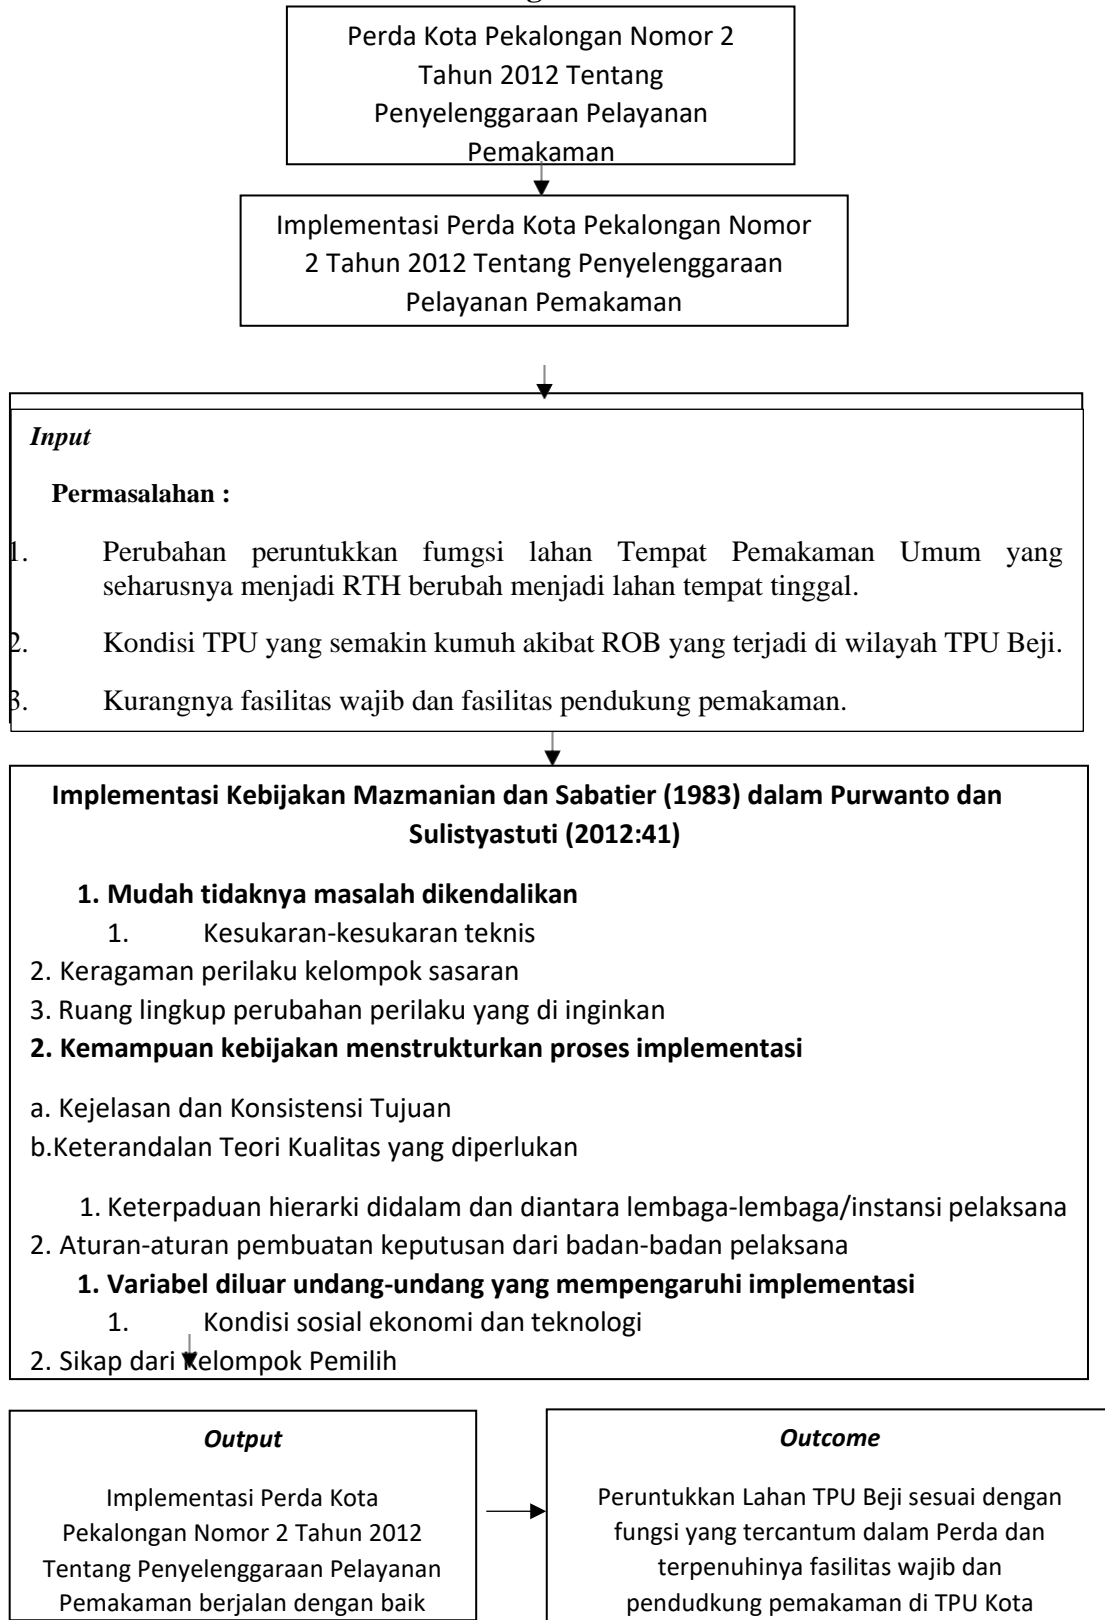 Perda Kota Pekalongan Nomor 2
Tahun 2012 Tentang
Penyelenggaraan Pelayanan
Pemakaman
Implementasi Perda Kota Pekalongan Nomor
2 Tahun 2012 Tentang Penyelenggaraan
Pelayanan Pemakaman
Input
Permasalahan :
1. Perubahan peruntukkan fumgsi lahan Tempat Pemakaman Umum yang
seharusnya menjadi RTH berubah menjadi lahan tempat tinggal.
2. Kondisi TPU yang semakin kumuh akibat ROB yang terjadi di wilayah TPU Beji.
3. Kurangnya fasilitas wajib dan fasilitas pendukung pemakaman.
Implementasi Kebijakan Mazmanian dan Sabatier (1983) dalam Purwanto dan
Sulistyastuti (2012:41)
1. Mudah tidaknya masalah dikendalikan
1. Kesukaran-kesukaran teknis
2. Keragaman perilaku kelompok sasaran
3. Ruang lingkup perubahan perilaku yang di inginkan
2. Kemampuan kebijakan menstrukturkan proses implementasi
a. Kejelasan dan Konsistensi Tujuan
b.Keterandalan Teori Kualitas yang diperlukan
1. Keterpaduan hierarki didalam dan diantara lembaga-lembaga/instansi pelaksana
2. Aturan-aturan pembuatan keputusan dari badan-badan pelaksana
1. Variabel diluar undang-undang yang mempengaruhi implementasi
1. Kondisi sosial ekonomi dan teknologi
2. Sikap dari Kelompok Pemilih
Output
Implementasi Perda Kota
Pekalongan Nomor 2 Tahun 2012
Tentang Penyelenggaraan Pelayanan
Pemakaman berjalan dengan baik
Outcome
Peruntukkan Lahan TPU Beji sesuai dengan
fungsi yang tercantum dalam Perda dan
terpenuhinya fasilitas wajib dan
pendudkung pemakaman di TPU Kota